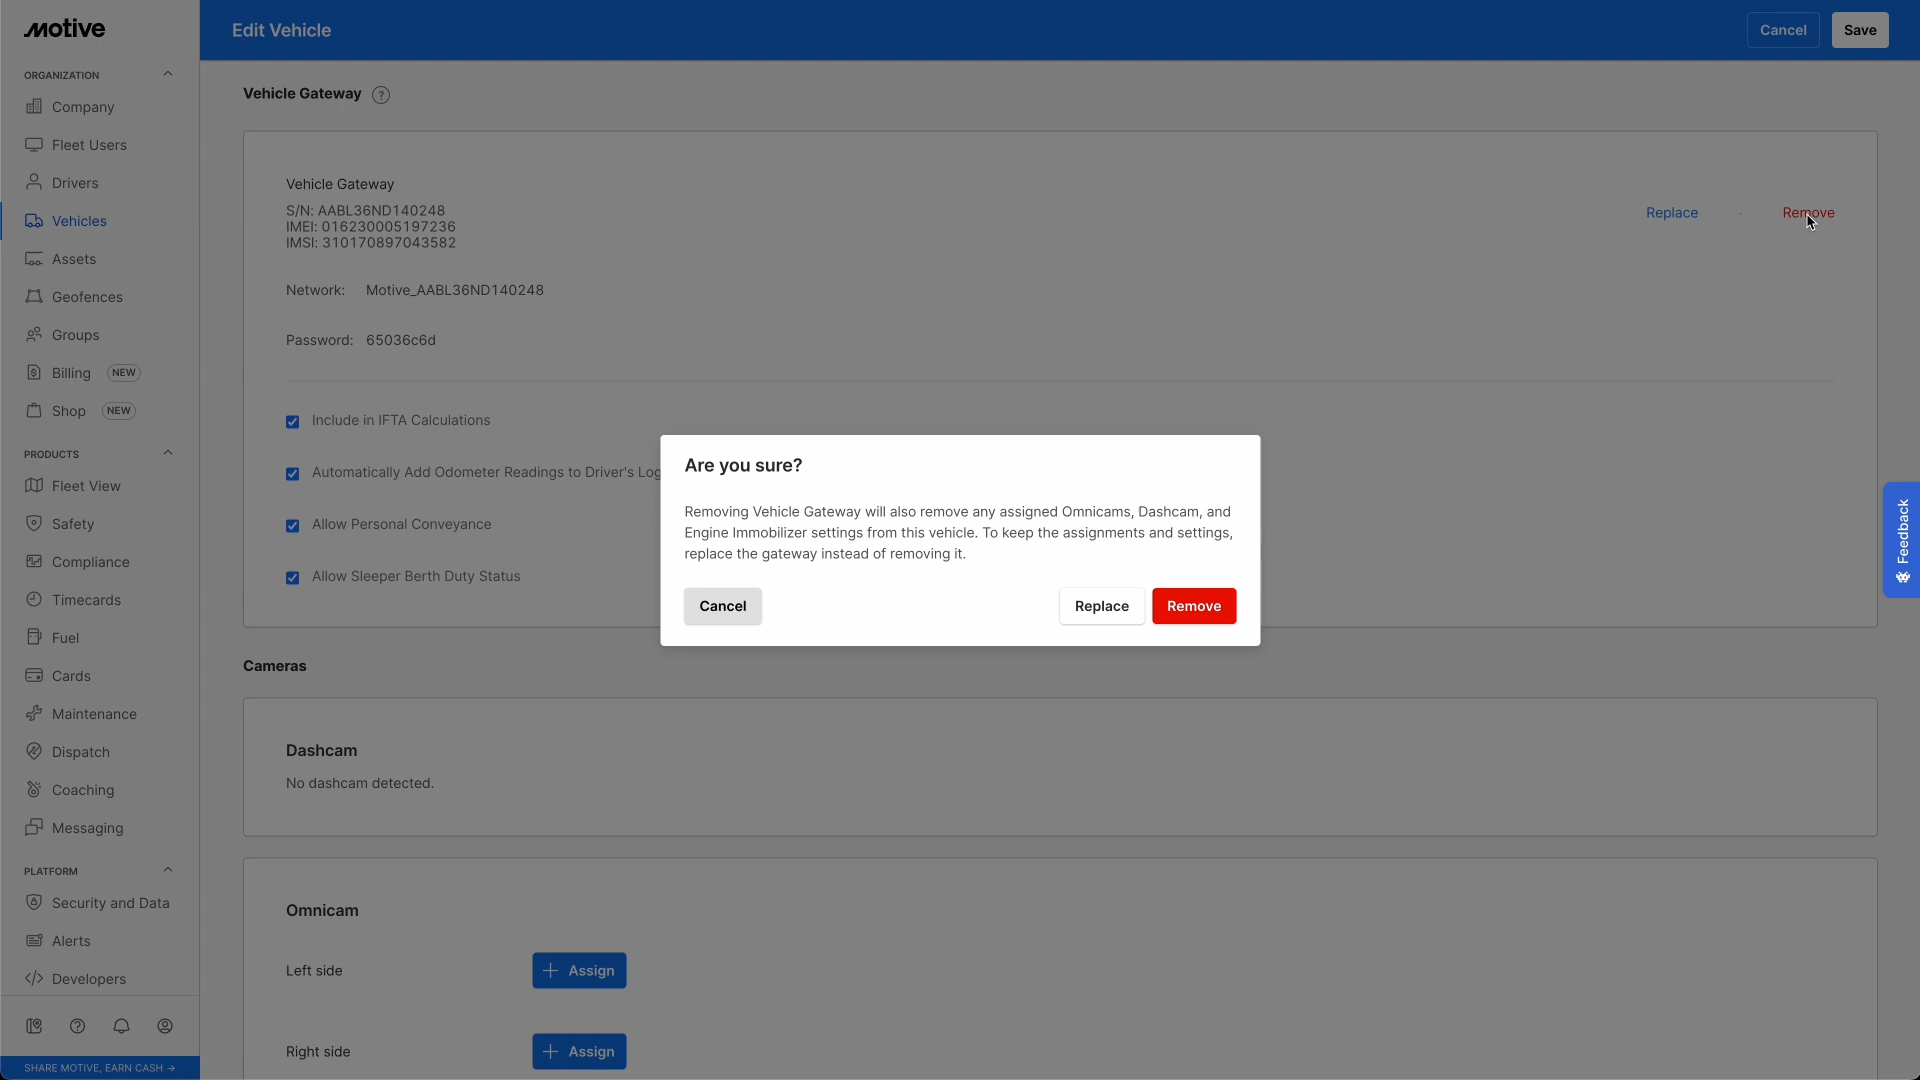 Motive
ORGANIZATION
Company
Fleet Users
Drivers
Vehicles
Assets
Geofences
Groups
Billing NEW
Shop NEW
PRODUCTS
Fleet View
Safety
Compliance
Timecards
Fuel
Cards
Maintenance
Dispatch
Coaching
Messaging
PLATFORM
Security and Data
Alerts
Developers
SHARE MOTIVE, EARN CASH →
Edit Vehicle
Cancel
Save
Vehicle Gateway ?
Vehicle Gateway
S/N: AABL36ND140248
IMEI: 016230005197236
IMSI: 310170897043582
Replace · Remove
Network: Motive_AABL36ND140248
Password: 65036c6d
Include in IFTA Calculations
Automatically Add Odometer Readings to Driver's Log
Allow Personal Conveyance
Allow Sleeper Berth Duty Status
Are you sure?
Removing Vehicle Gateway will also remove any assigned Omnicams, Dashcam, and
Engine Immobilizer settings from this vehicle. To keep the assignments and settings,
replace the gateway instead of removing it.
Cancel
Replace
Remove
Cameras
Dashcam
No dashcam detected.
Omnicam
Left side
+ Assign
Right side
+ Assign
Feedback